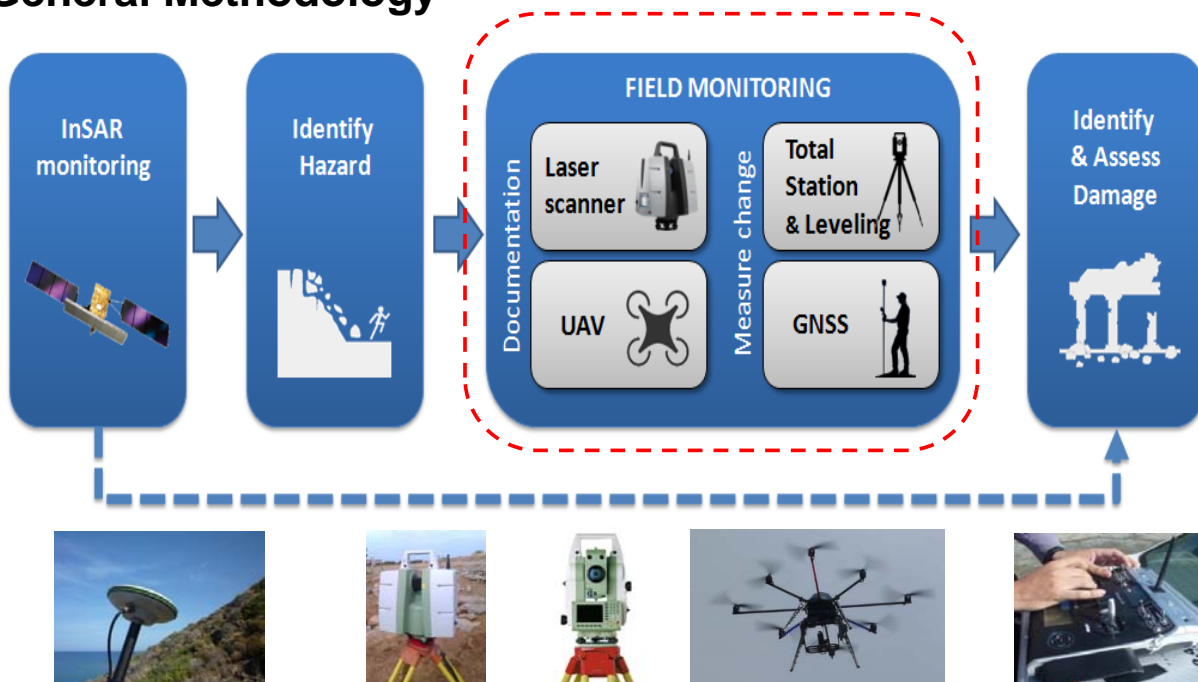 General Methodology
InSAR
monitoring
Identify
Hazard
FIELD MONITORING
Documentation
Laser
scanner
UAV
Measure change
Total
Station
& Leveling
GNSS
Identify
& Assess
Damage